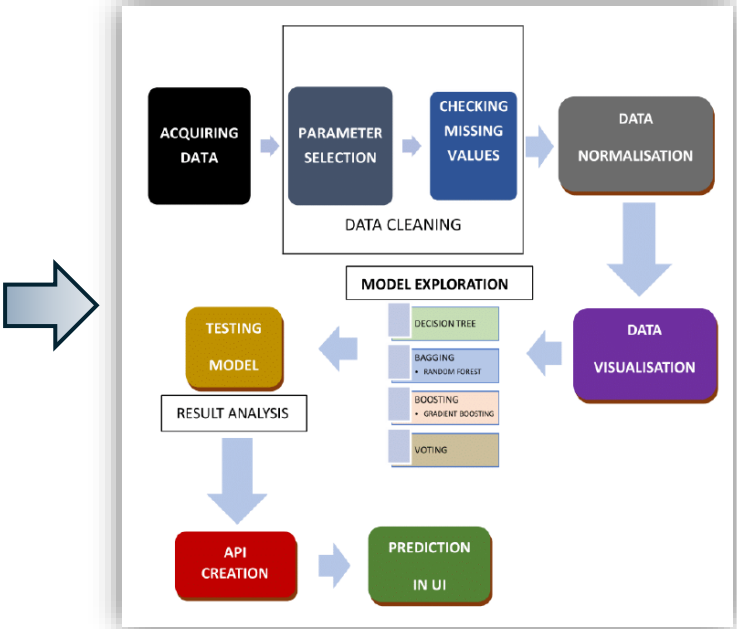 ACQUIRING
DATA
PARAMETER
SELECTION
CHECKING
MISSING
VALUES
DATA CLEANING
DATA
NORMALISATION
DATA
VISUALISATION
MODEL EXPLORATION
DECISION TREE
BAGGING
• RANDOM FOREST
BOOSTING
• GRADIENT BOOSTING
VOTING
TESTING
MODEL
RESULT ANALYSIS
API
CREATION
PREDICTION
IN UI